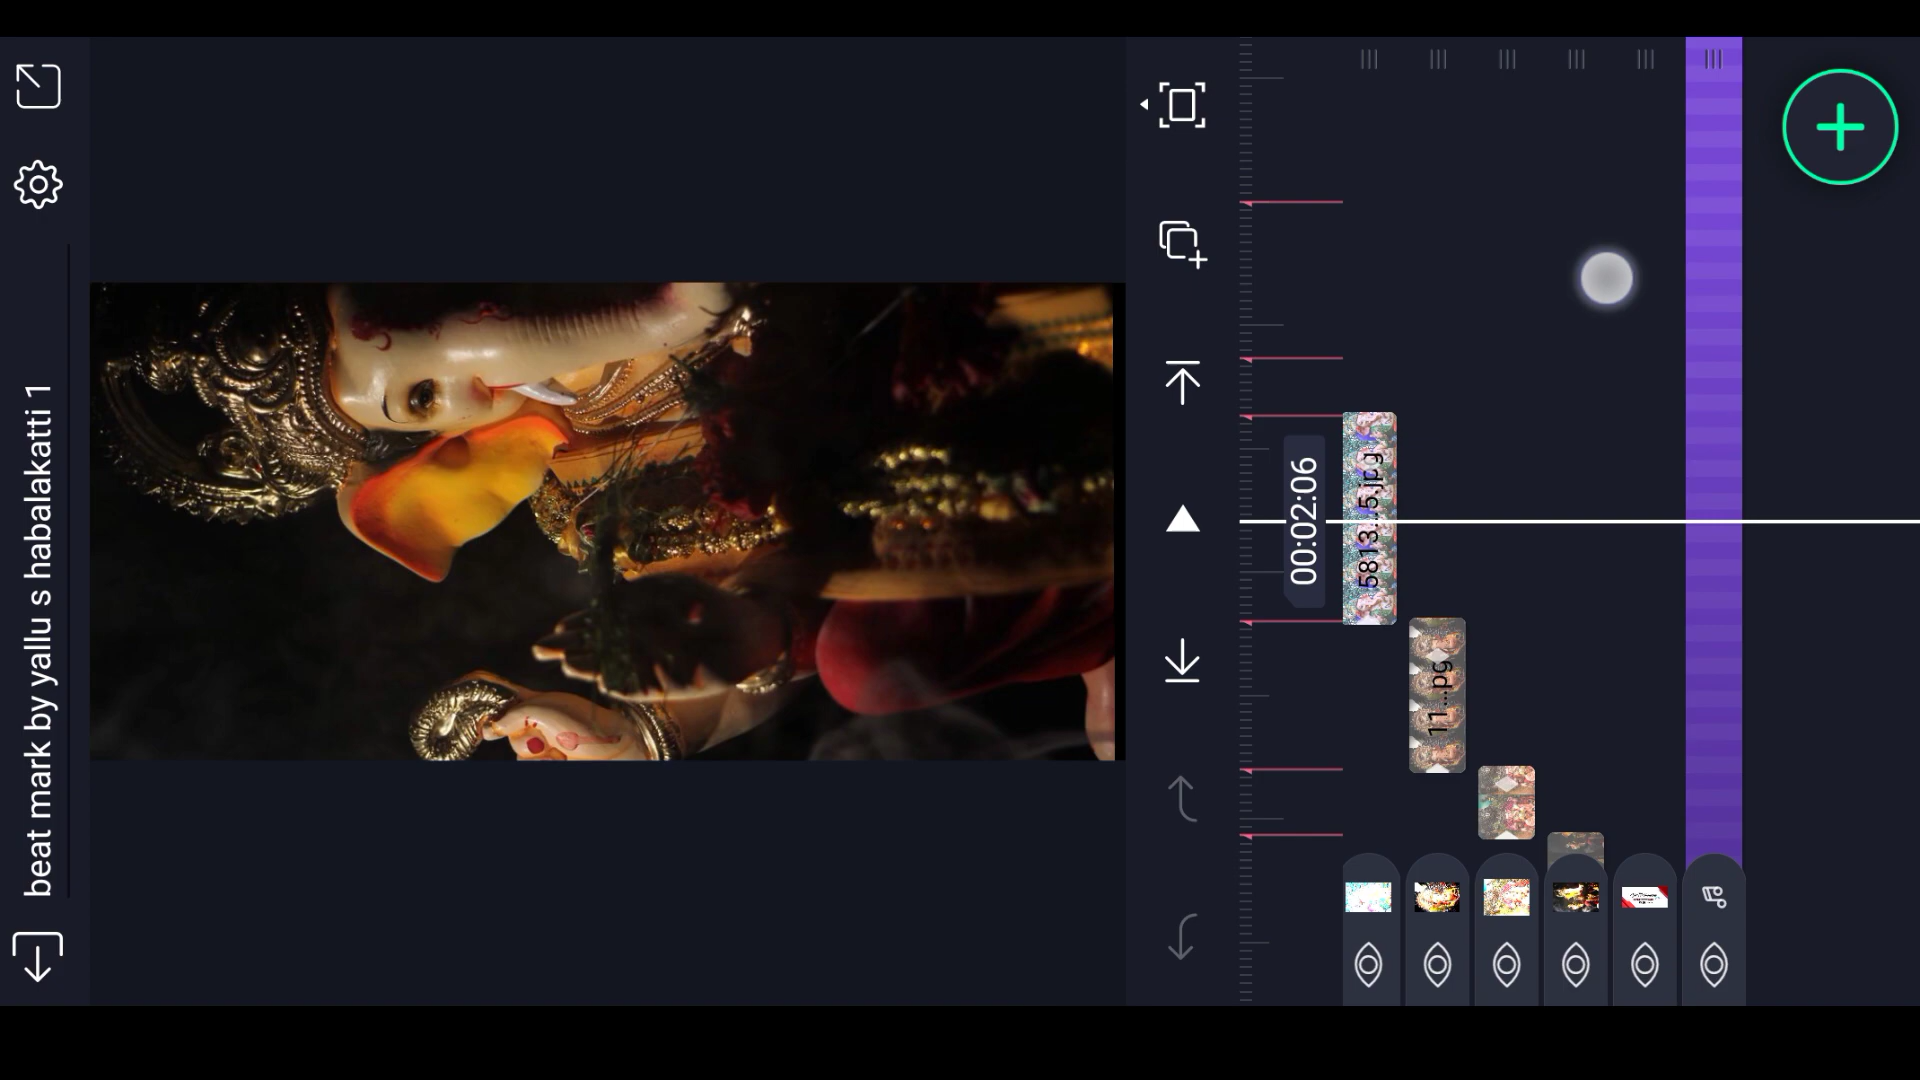 beat mark by yallu s habalakatti 1
00:02:06
5813...5.jpg
11...pg